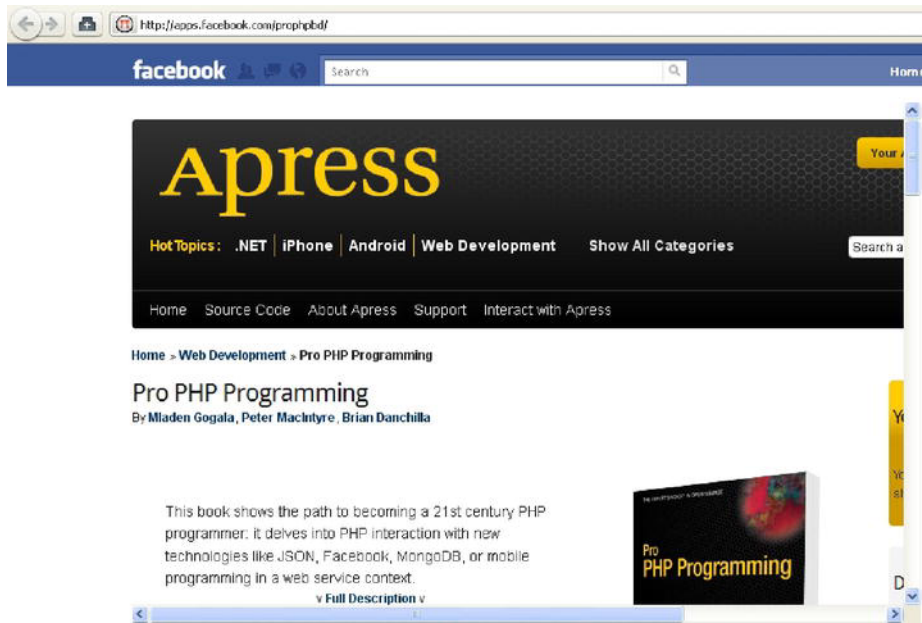 http://apps.facebook.com/prophpbd/
facebook Search Home
Apress
Your
Hot Topics: .NET iPhone Android Web Development Show All Categories
Search a
Home Source Code About Apress Support Interact with Apress
Home » Web Development » Pro PHP Programming
Pro PHP Programming
By Mladen Gogala, Peter MacIntyre, Brian Danchilla
This book shows the path to becoming a 21st century PHP
programmer: it delves into PHP interaction with new
technologies like JSON, Facebook, MongoDB, or mobile
programming in a web service context.
v Full Description v
Pro
PHP Programming
D